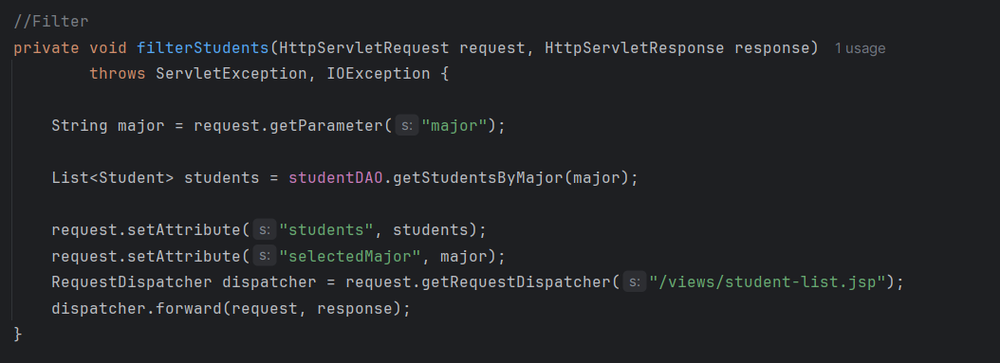 //Filter
private void filterStudents(HttpServletRequest request, HttpServletResponse response) 1 usage
throws ServletException, IOException {
String major = request.getParameter( s: "major");
List<Student> students = studentDAO.getStudentsByMajor(major);
request.setAttribute( s: "students", students);
request.setAttribute( s: "selectedMajor", major);
RequestDispatcher dispatcher = request.getRequestDispatcher( s: "/views/student-list.jsp");
dispatcher.forward(request, response);
}